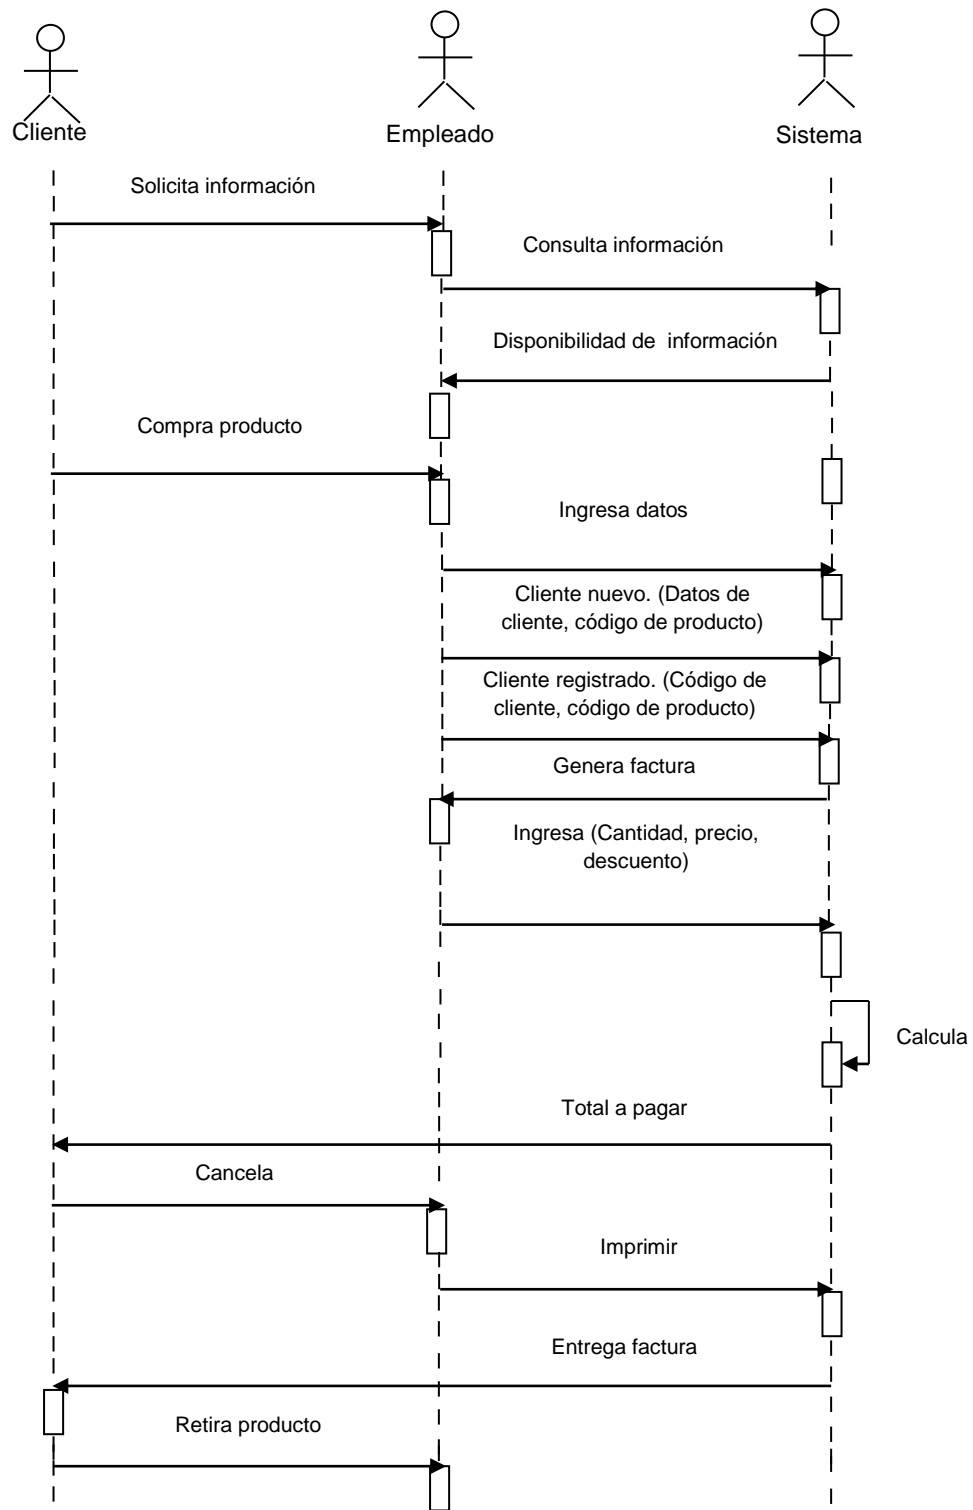 Cliente
Empleado
Sistema
Solicita información
Consulta información
Disponibilidad de  información
Compra producto
Ingresa datos
Cliente nuevo. (Datos de
cliente, código de producto)
Cliente registrado. (Código de
cliente, código de producto)
Genera factura
Ingresa (Cantidad, precio,
descuento)
Calcula
Total a pagar
Cancela
Imprimir
Entrega factura
Retira producto